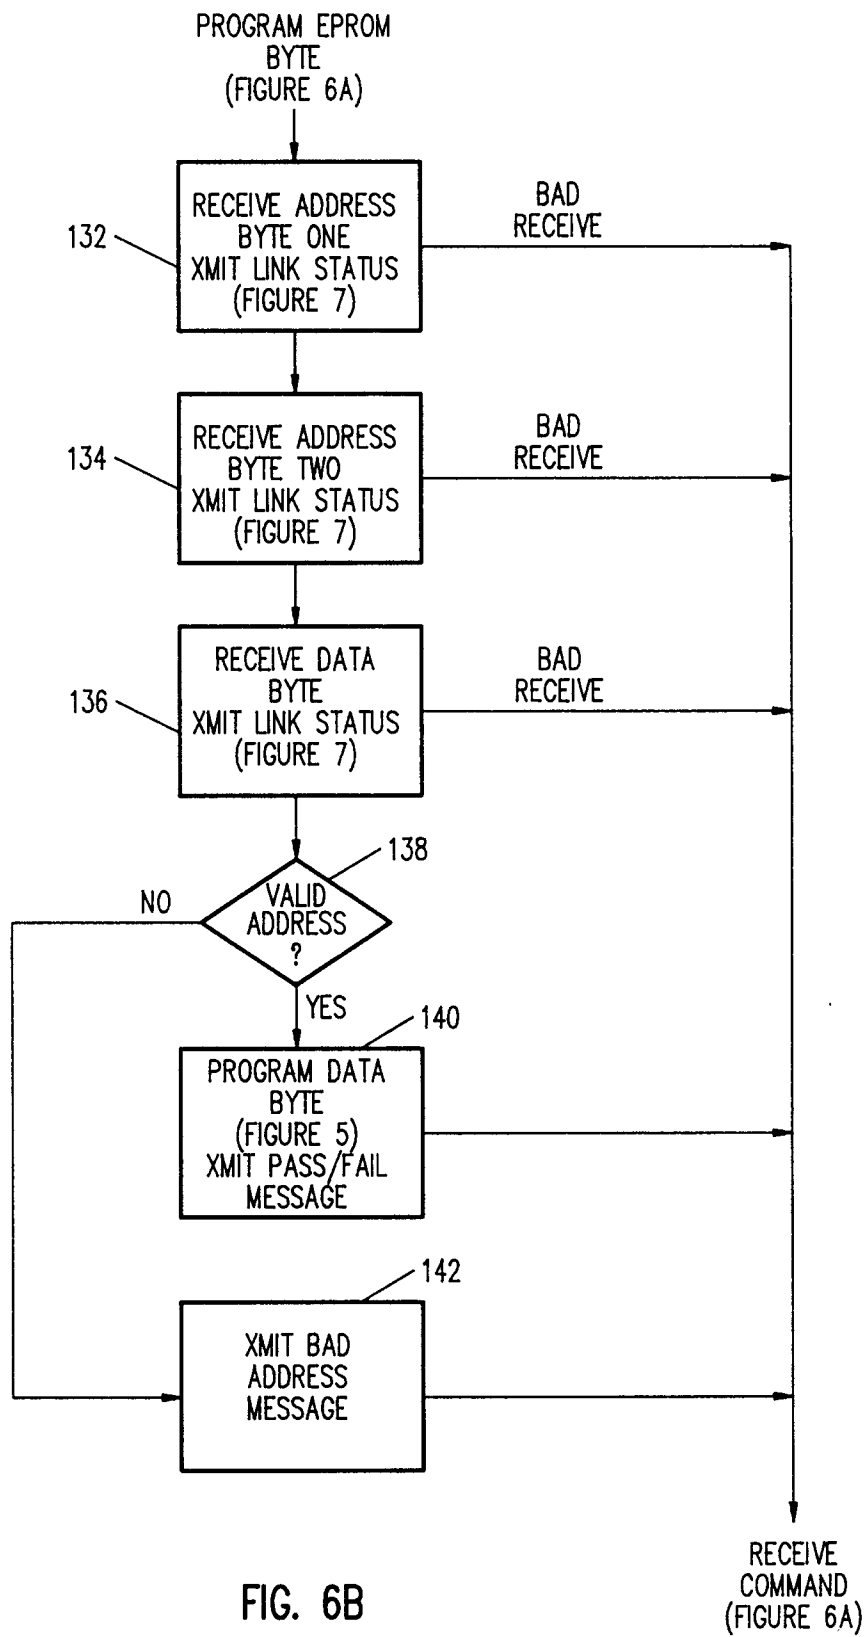 PROGRAM EPROM
BYTE
(FIGURE 6A)
RECEIVE ADDRESS
BYTE ONE
XMIT LINK STATUS
(FIGURE 7)
132
BAD
RECEIVE
RECEIVE ADDRESS
BYTE TWO
XMIT LINK STATUS
(FIGURE 7)
134
BAD
RECEIVE
RECEIVE DATA
BYTE
XMIT LINK STATUS
(FIGURE 7)
136
BAD
RECEIVE
138
VALID
ADDRESS
?
NO
YES
140
PROGRAM DATA
BYTE
(FIGURE 5)
XMIT PASS/FAIL
MESSAGE
142
XMIT BAD
ADDRESS
MESSAGE
RECEIVE
COMMAND
(FIGURE 6A)
FIG. 6B